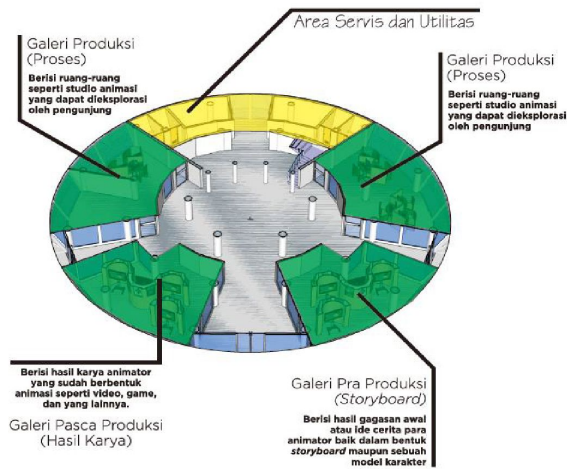 Area Servis dan Utilitas
Galeri Produksi
(Proses)
Berisi ruang-ruang
seperti studio animasi
yang dapat dieksplorasi
oleh pengunjung
Galeri Produksi
(Proses)
Berisi ruang-ruang
seperti studio animasi
yang dapat dieksplorasi
oleh pengunjung
Berisi hasil karya animator
yang sudah berbentuk
animasi seperti video, game,
dan yang lainnya.
Galeri Pasca Produksi
(Hasil Karya)
Galeri Pra Produksi
(Storyboard)
Berisi hasil gagasan awal
atau ide cerita para
animator baik dalam bentuk
storyboard maupun sebuah
model karakter